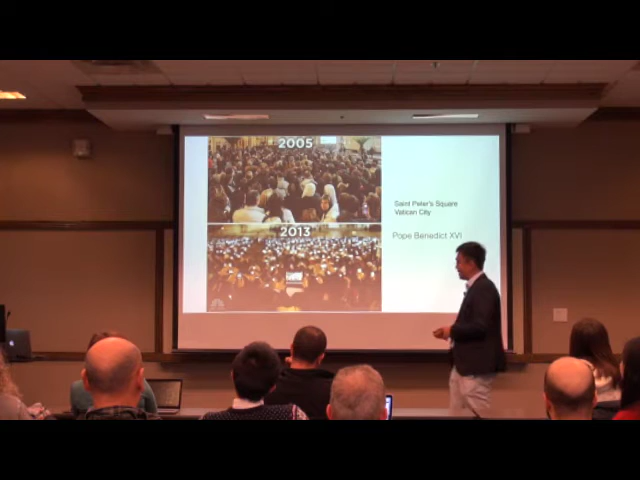 2005
Saint Peter's Square
Vatican City
2013
Pope Benedict XVI